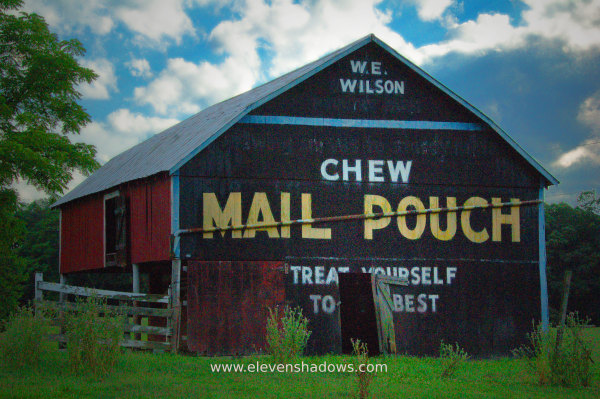 W.E.
WILSON
CHEW
MAIL POUCH
TREAT YOURSELF
TO BEST
www.elevenshadows.com